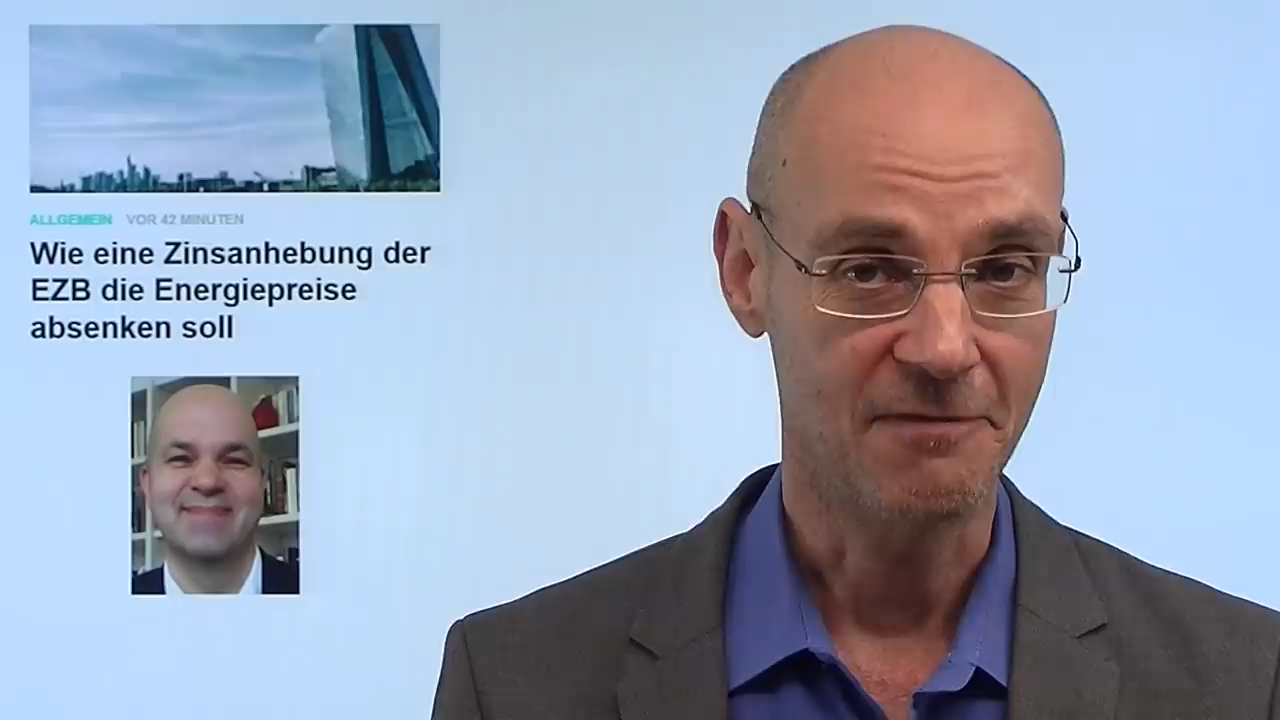 ALLGEMEIN VOR 42 MINUTEN
Wie eine Zinsanhebung der
EZB die Energiepreise
absenken soll